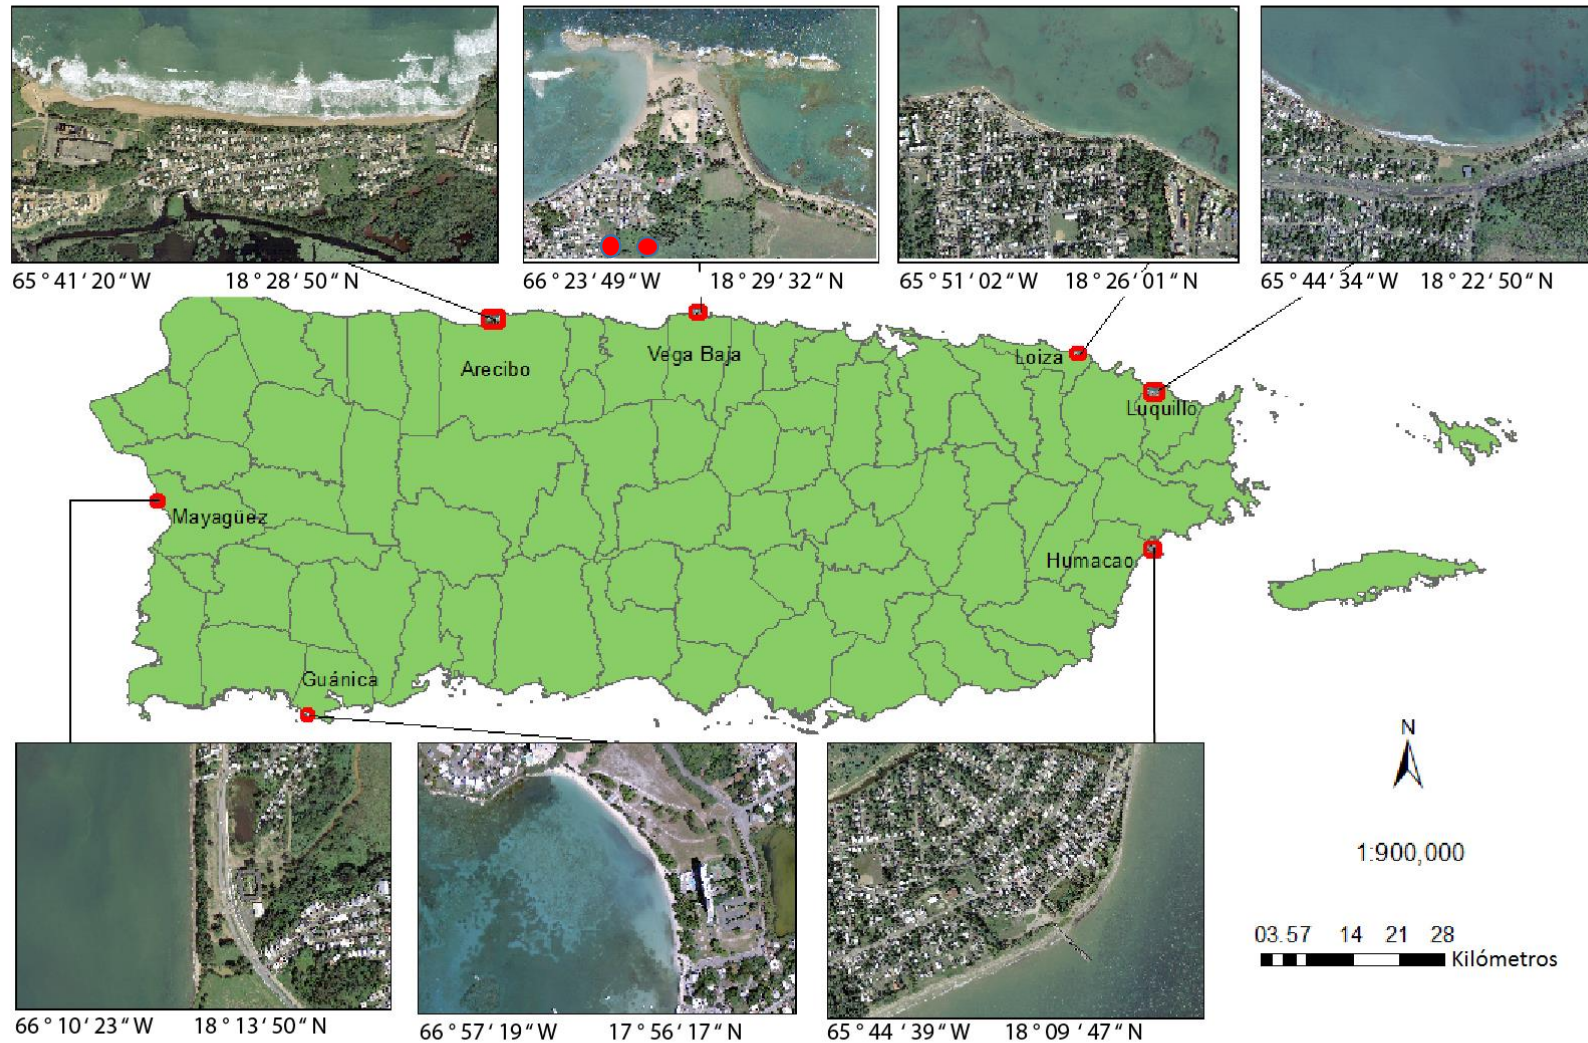 65 ° 41 ‘ 20 “ W 18 ° 28 ‘ 50 “ N
66 ° 23 ‘ 49 “ W 18 ° 29 ‘ 32 “ N
65 ° 51 ‘ 02 “ W 18 ° 26 ‘ 01 “ N
65 ° 44 ‘ 34 “ W 18 ° 22 ‘ 50 “ N
Arecibo
Vega Baja
Loiza
Luquillo
Mayagüez
Humacao
Guánica
N
1:900,000
03.57 14 21 28
Kilómetros
66 ° 10 ‘ 23 “ W 18 ° 13 ‘ 50 “ N
66 ° 57 ‘ 19 “ W 17 ° 56 ‘ 17 “ N
65 ° 44 ‘ 39 “ W 18 ° 09 ‘ 47 “ N